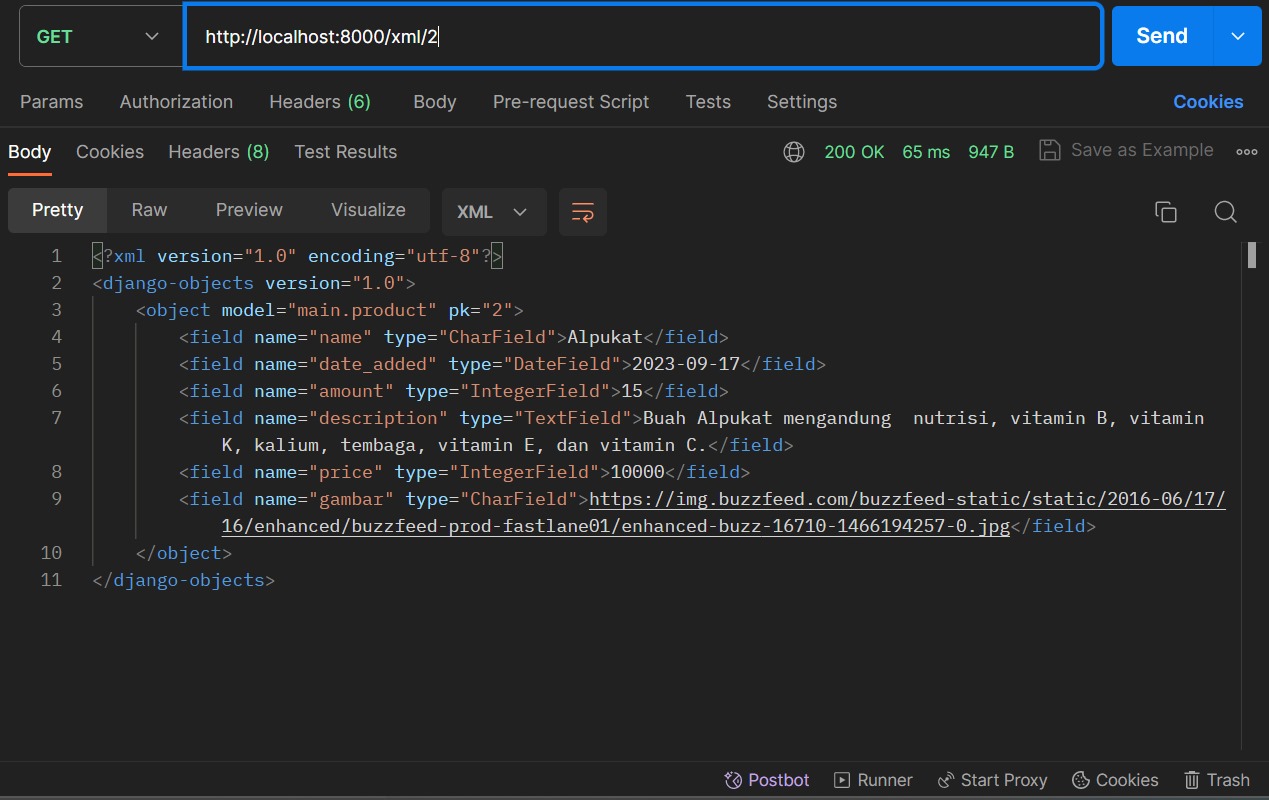 GET http://localhost:8000/xml/2 Send
Params Authorization Headers (6) Body Pre-request Script Tests Settings Cookies
Body Cookies Headers (8) Test Results 200 OK 65 ms 947 B Save as Example
Pretty Raw Preview Visualize XML
1 <?xml version="1.0" encoding="utf-8"?>
2 <django-objects version="1.0">
3 <object model="main.product" pk="2">
4 <field name="name" type="CharField">Alpukat</field>
5 <field name="date_added" type="DateField">2023-09-17</field>
6 <field name="amount" type="IntegerField">15</field>
7 <field name="description" type="TextField">Buah Alpukat mengandung  nutrisi, vitamin B, vitamin
K, kalium, tembaga, vitamin E, dan vitamin C.</field>
8 <field name="price" type="IntegerField">10000</field>
9 <field name="gambar" type="CharField">https://img.buzzfeed.com/buzzfeed-static/static/2016-06/17/
16/enhanced/buzzfeed-prod-fastlane01/enhanced-buzz-16710-1466194257-0.jpg</field>
10 </object>
11 </django-objects>
Postbot Runner Start Proxy Cookies Trash